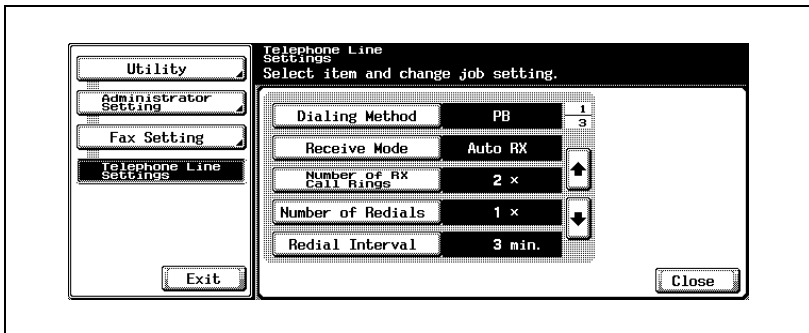 Utility
Administrator
Setting
Fax Setting
Telephone Line
Settings
Exit
Telephone Line
Settings
Select item and change job setting.
Dialing Method PB
Receive Mode Auto RX
Number of RX
Call Rings 2 ×
Number of Redials 1 ×
Redial Interval 3 min.
1
3
Close